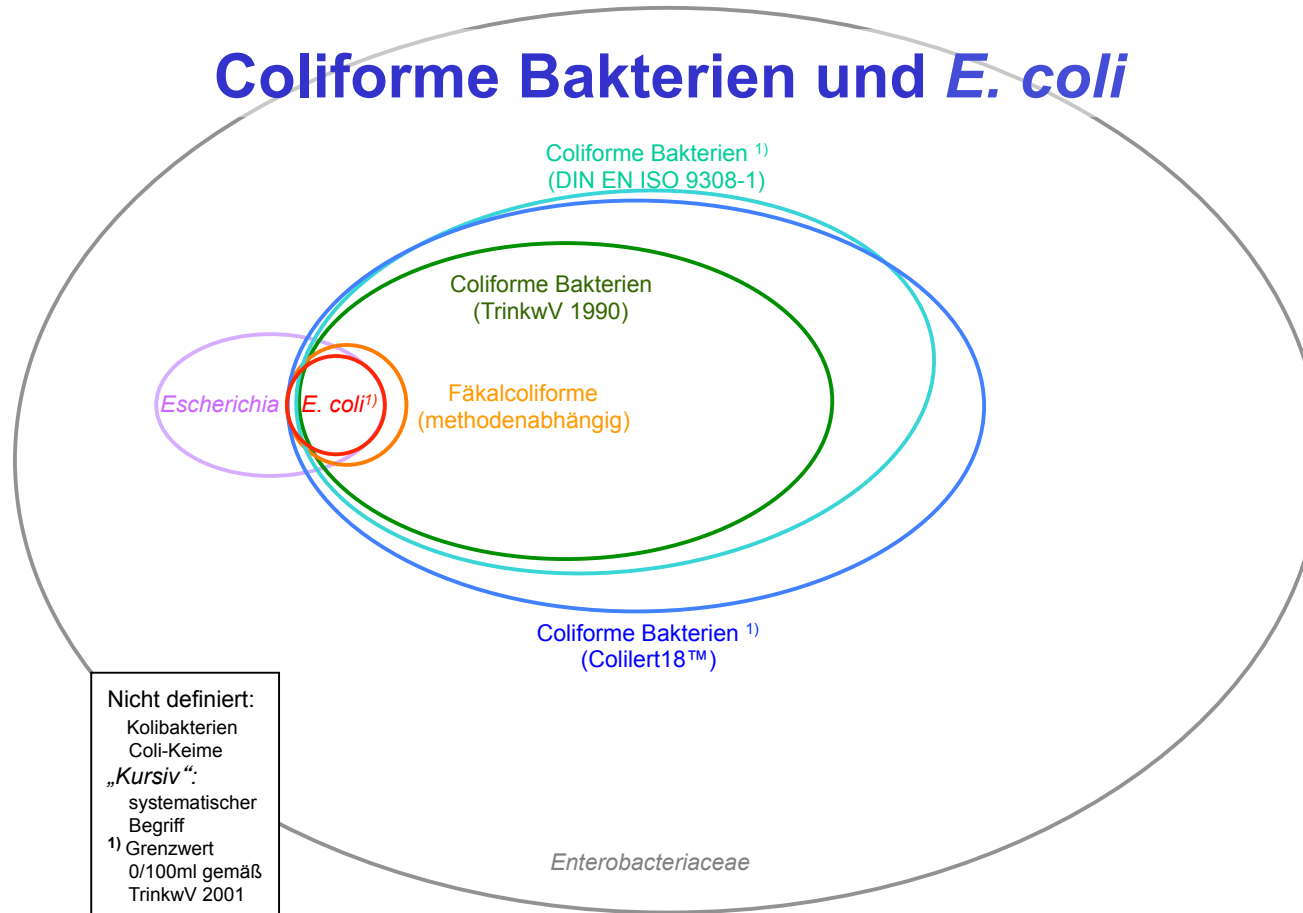 Coliforme Bakterien und E. coli
Coliforme Bakterien 1)
(DIN EN ISO 9308-1)
Coliforme Bakterien
(TrinkwV 1990)
Escherichia
E. coli1)
Fäkalcoliforme
(methodenabhängig)
Coliforme Bakterien 1)
(Colilert18™)
Nicht definiert:
Kolibakterien
Coli-Keime
„Kursiv“:
systematischer
Begriff
1) Grenzwert
0/100ml gemäß
TrinkwV 2001
Enterobacteriaceae